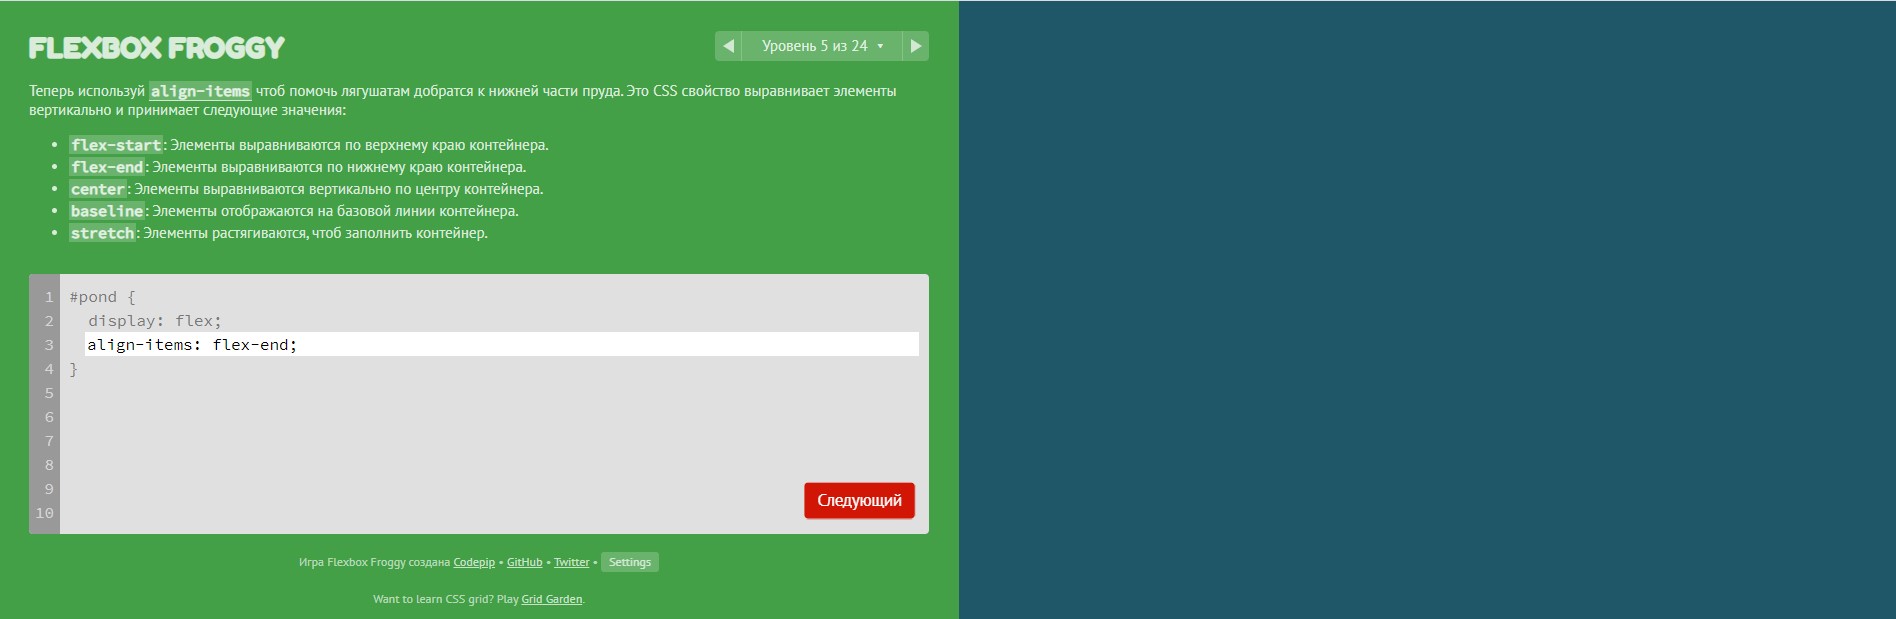 FLEXBOX FROGGY
Уровень 5 из 24
Теперь используй align-items чтоб помочь лягушатам добратся к нижней части пруда. Это CSS свойство выравнивает элементы
вертикально и принимает следующие значения:
• flex-start: Элементы выравниваются по верхнему краю контейнера.
• flex-end: Элементы выравниваются по нижнему краю контейнера.
• center: Элементы выравниваются вертикально по центру контейнера.
• baseline: Элементы отображаются на базовой линии контейнера.
• stretch: Элементы растягиваются, чтоб заполнить контейнер.
1 #pond {
2 display: flex;
3 align-items: flex-end;
4 }
5
6
7
8
9
10
Следующий
Игра Flexbox Froggy создана Codepip • GitHub • Twitter • Settings
Want to learn CSS grid? Play Grid Garden.